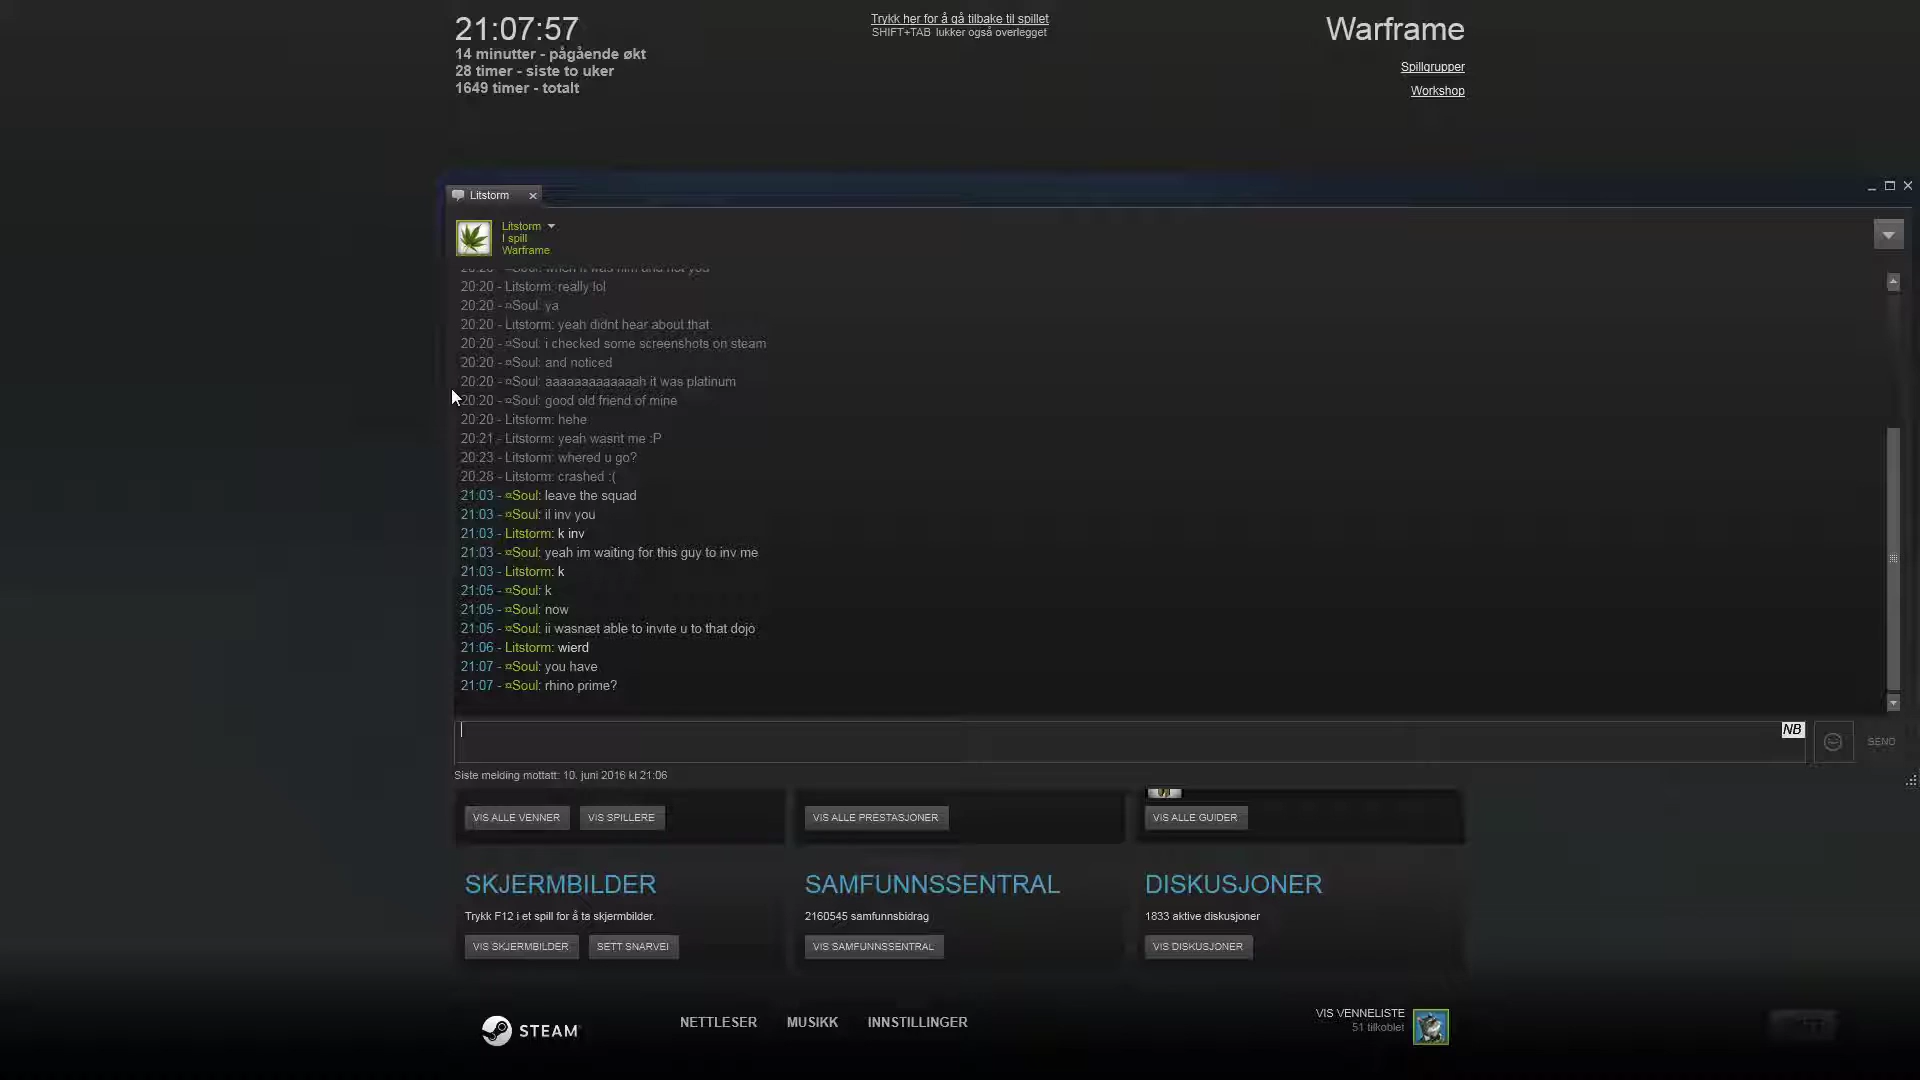 21:07:57
14 minutter - pågående økt
28 timer - siste to uker
1649 timer - totalt
Trykk her for å gå tilbake til spillet
SHIFT+TAB lukker også overlegget
Warframe
Spillgrupper
Workshop
Litstorm
Litstorm
I spill
Warframe
20:20 - ¤Soul: when it was him and not you
20:20 - Litstorm: really lol
20:20 - ¤Soul: ya
20:20 - Litstorm: yeah didnt hear about that
20:20 - ¤Soul: i checked some screenshots on steam
20:20 - ¤Soul: and noticed
20:20 - ¤Soul: aaaaaaaaaaaaah it was platinum
20:20 - ¤Soul: good old friend of mine
20:20 - Litstorm: hehe
20:21 - Litstorm: yeah wasnt me :P
20:23 - Litstorm: whered u go?
20:28 - Litstorm: crashed :(
21:03 - ¤Soul: leave the squad
21:03 - ¤Soul: il inv you
21:03 - Litstorm: k inv
21:03 - ¤Soul: yeah im waiting for this guy to inv me
21:03 - Litstorm: k
21:05 - ¤Soul: k
21:05 - ¤Soul: now
21:05 - ¤Soul: ii wasnæt able to invite u to that dojo
21:06 - Litstorm: wierd
21:07 - ¤Soul: you have
21:07 - ¤Soul: rhino prime?
NB
SEND
Siste melding mottatt: 10. juni 2016 kl 21:06
VIS ALLE VENNER
VIS SPILLERE
VIS ALLE PRESTASJONER
VIS ALLE GUIDER
SKJERMBILDER
Trykk F12 i et spill for å ta skjermbilder.
VIS SKJERMBILDER
SETT SNARVEI
SAMFUNNSSENTRAL
2160545 samfunnsbidrag
VIS SAMFUNNSSENTRAL
DISKUSJONER
1833 aktive diskusjoner
VIS DISKUSJONER
STEAM
NETTLESER
MUSIKK
INNSTILLINGER
VIS VENNELISTE
51 tilkoblet